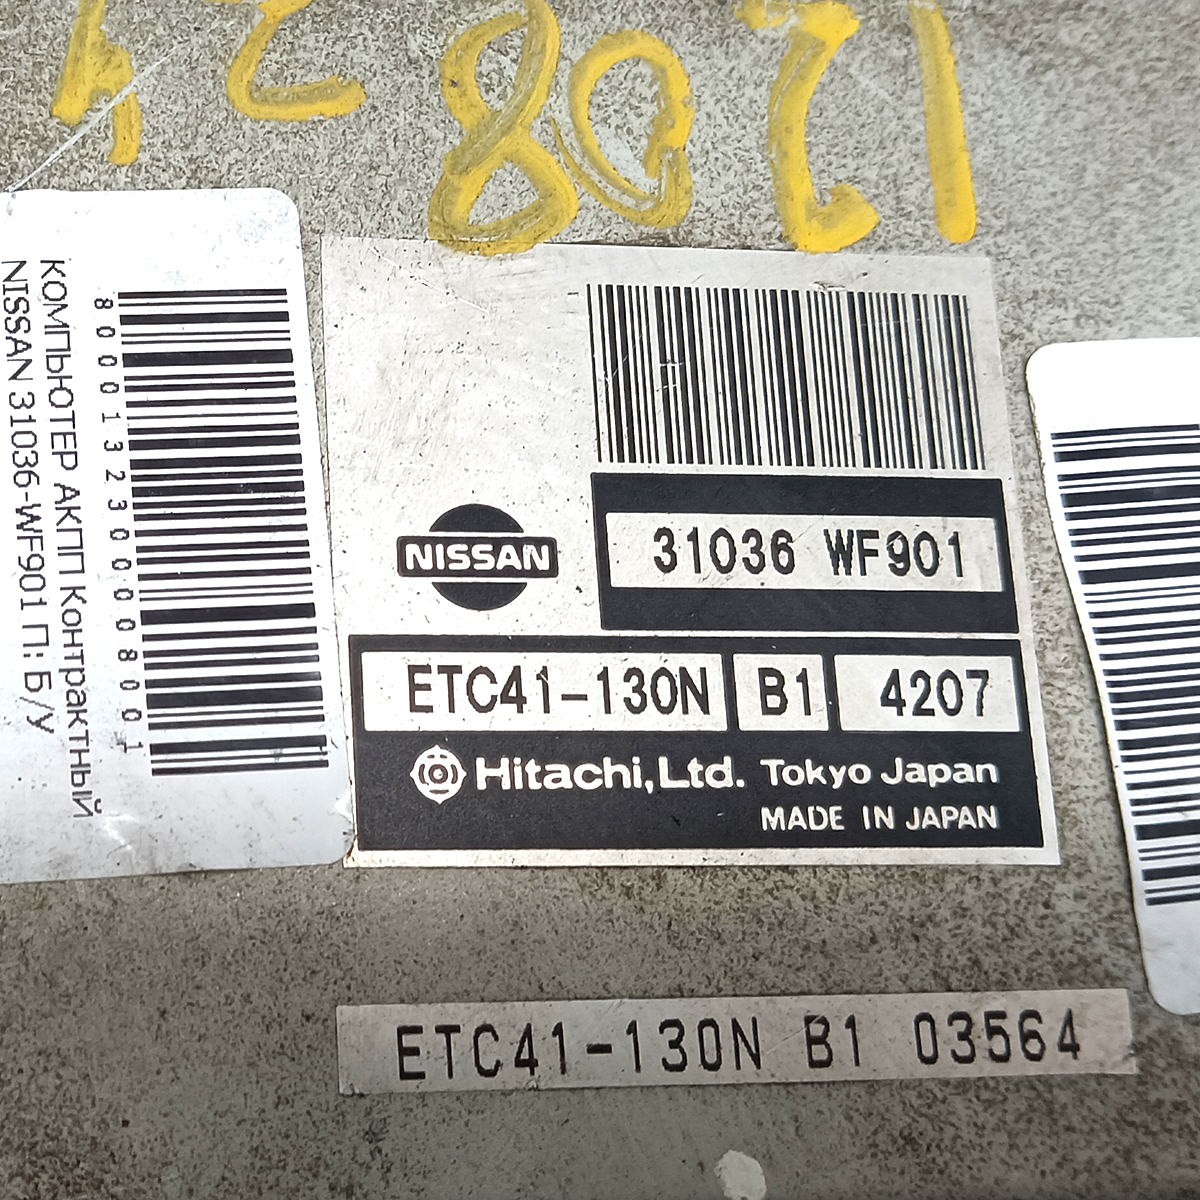 КОМПЬЮТЕР АКПП Контрактный
NISSAN 31036-WF901 П: Б/У
8000132300008001
NISSAN
31036 WF901
ETC41-130N B1 4207
Hitachi, Ltd. Tokyo Japan
MADE IN JAPAN
ETC41-130N B1 03564